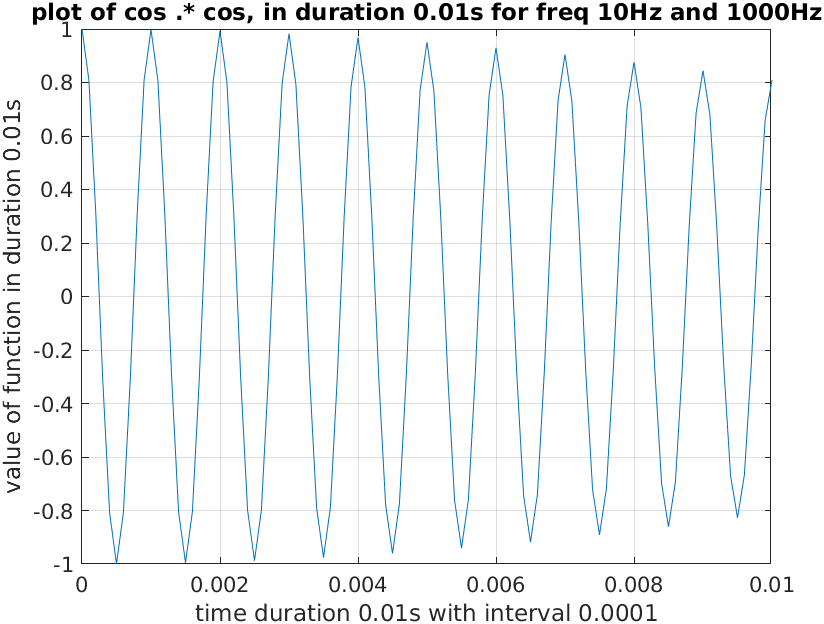 plot of cos .* cos, in duration 0.01s for freq 10Hz and 1000Hz
value of function in duration 0.01s
1
0.8
0.6
0.4
0.2
0
-0.2
-0.4
-0.6
-0.8
-1
0 0.002 0.004 0.006 0.008 0.01
time duration 0.01s with interval 0.0001